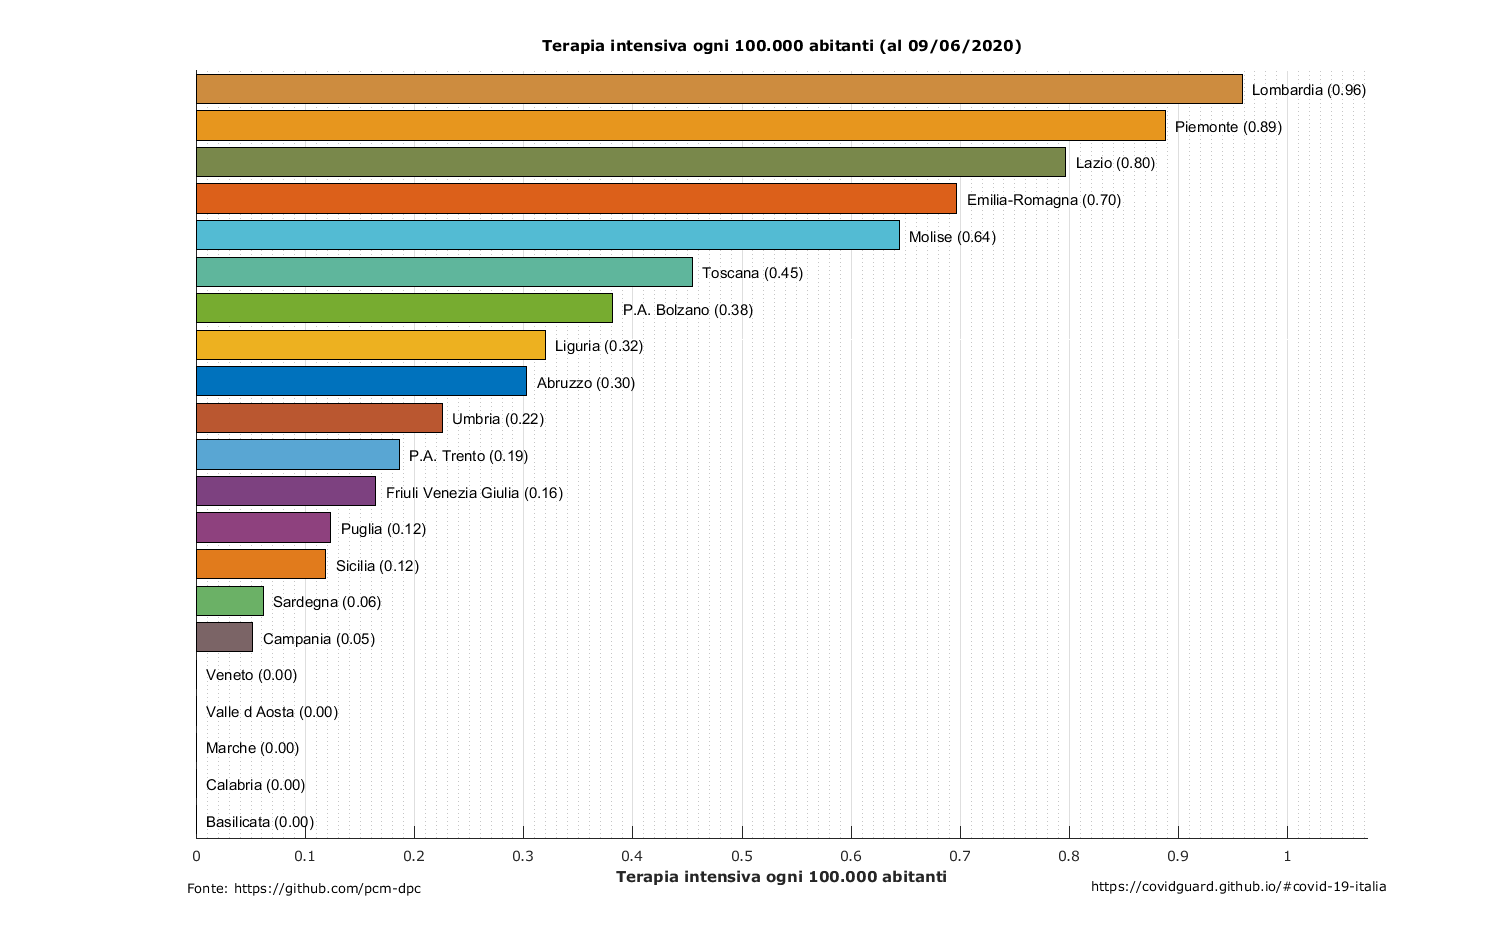 Terapia intensiva ogni 100.000 abitanti (al 09/06/2020)
Lombardia (0.96)
Piemonte (0.89)
Lazio (0.80)
Emilia-Romagna (0.70)
Molise (0.64)
Toscana (0.45)
P.A. Bolzano (0.38)
Liguria (0.32)
Abruzzo (0.30)
Umbria (0.22)
P.A. Trento (0.19)
Friuli Venezia Giulia (0.16)
Puglia (0.12)
Sicilia (0.12)
Sardegna (0.06)
Campania (0.05)
Veneto (0.00)
Valle d Aosta (0.00)
Marche (0.00)
Calabria (0.00)
Basilicata (0.00)
0 0.1 0.2 0.3 0.4 0.5 0.6 0.7 0.8 0.9 1
Terapia intensiva ogni 100.000 abitanti
Fonte: https://github.com/pcm-dpc
https://covidguard.github.io/#covid-19-italia